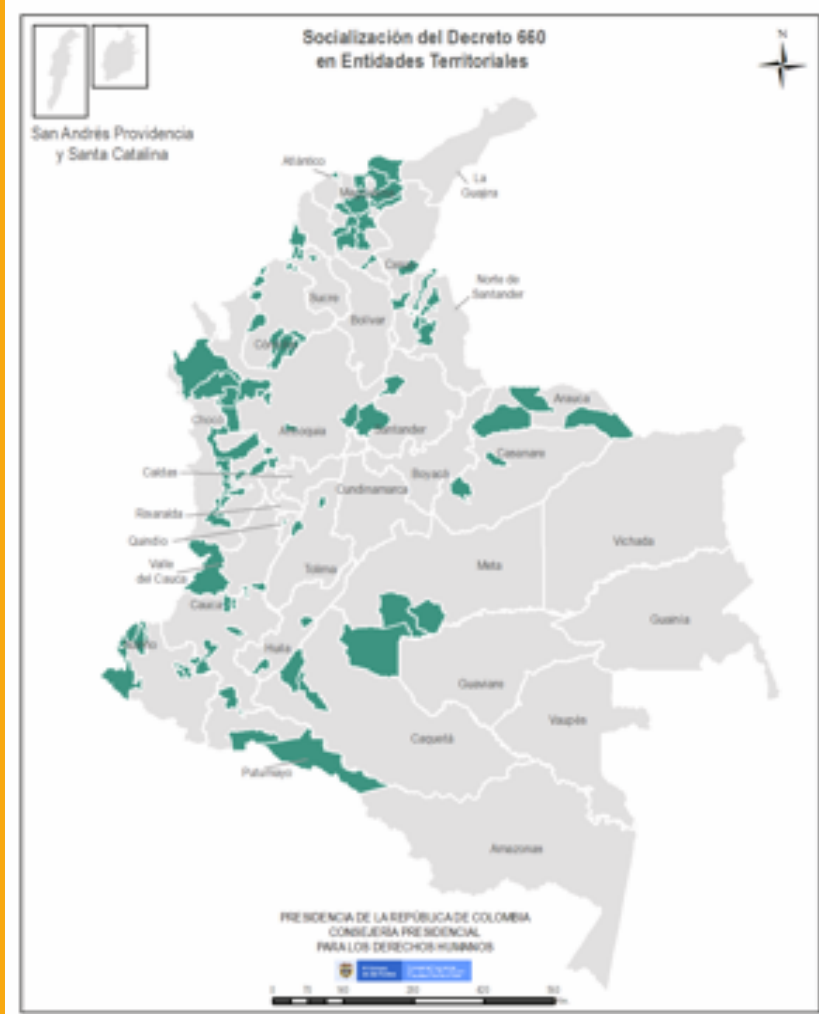 Socialización del Decreto 660
en Entidades Territoriales
N
San Andrés Providencia
y Santa Catalina
Atlántico
La
Guajira
Cesar
Norte de
Santander
Sucre
Bolívar
Córdoba
Arauca
Chocó
Antioquia
Santander
Casanare
Caldas
Boyacá
Cundinamarca
Risaralda
Quindío
Vichada
Valle
del Cauca
Tolima
Meta
Cauca
Guainía
Nariño
Huila
Guaviare
Vaupés
Caquetá
Putumayo
Amazonas
PRESIDENCIA DE LA REPÚBLICA DE COLOMBIA
CONSEJERÍA PRESIDENCIAL
PARA LOS DERECHOS HUMANOS